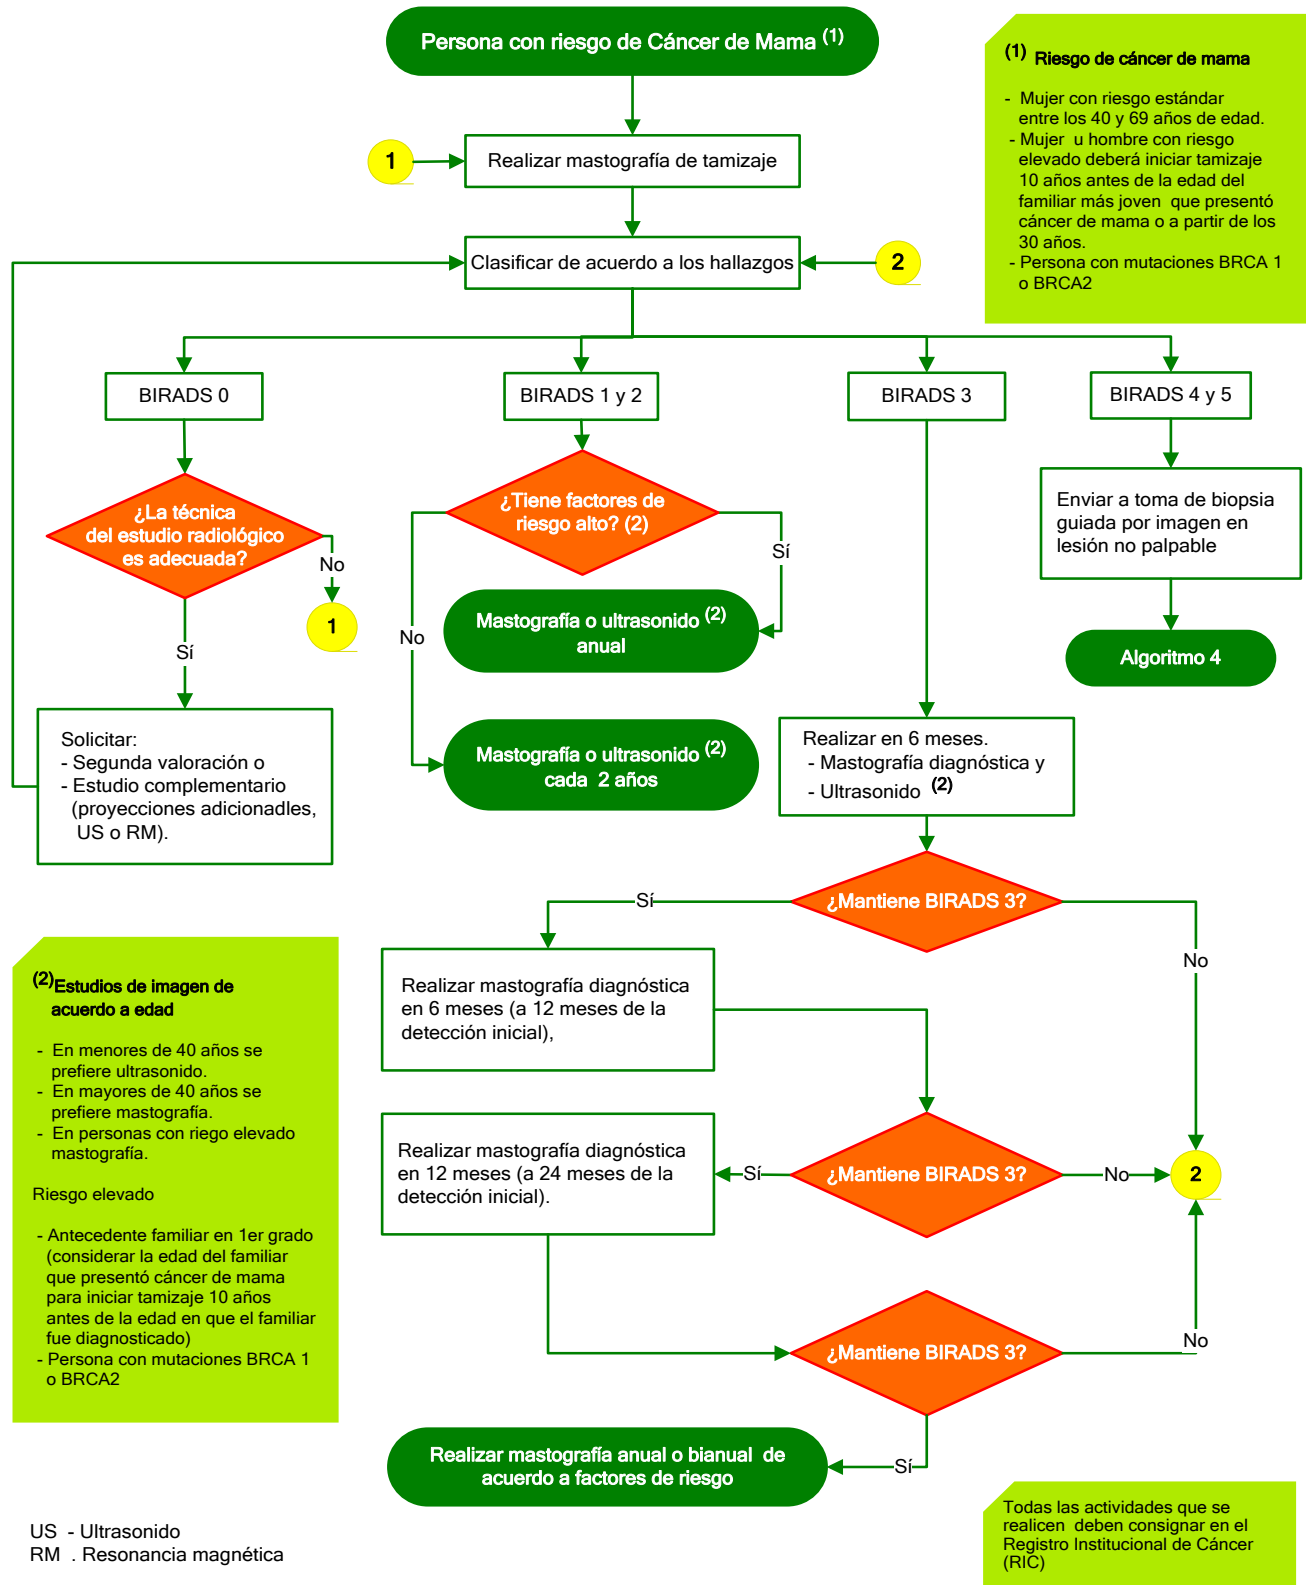 Persona con riesgo de Cáncer de Mama (1)
(1) Riesgo de cáncer de mama
- Mujer con riesgo estándar
entre los 40 y 69 años de edad.
- Mujer u hombre con riesgo
elevado deberá iniciar tamizaje
10 años antes de la edad del
familiar más joven que presentó
cáncer de mama o a partir de los
30 años.
- Persona con mutaciones BRCA 1
o BRCA2
1
Realizar mastografía de tamizaje
Clasificar de acuerdo a los hallazgos
2
BIRADS 0
BIRADS 1 y 2
BIRADS 3
BIRADS 4 y 5
¿La técnica
del estudio radiológico
es adecuada?
No
1
Sí
Solicitar:
- Segunda valoración o
- Estudio complementario
(proyecciones adicionadles,
US o RM).
¿Tiene factores de
riesgo alto? (2)
Sí
No
Mastografía o ultrasonido (2)
anual
Mastografía o ultrasonido (2)
cada 2 años
Enviar a toma de biopsia
guiada por imagen en
lesión no palpable
Algoritmo 4
Realizar en 6 meses.
- Mastografía diagnóstica y
- Ultrasonido (2)
¿Mantiene BIRADS 3?
Sí
No
Realizar mastografía diagnóstica
en 6 meses (a 12 meses de la
detección inicial),
¿Mantiene BIRADS 3?
Sí
No
2
Realizar mastografía diagnóstica
en 12 meses (a 24 meses de la
detección inicial).
¿Mantiene BIRADS 3?
No
Sí
Realizar mastografía anual o bianual de
acuerdo a factores de riesgo
(2)Estudios de imagen de
acuerdo a edad
- En menores de 40 años se
prefiere ultrasonido.
- En mayores de 40 años se
prefiere mastografía.
- En personas con riego elevado
mastografía.
Riesgo elevado
- Antecedente familiar en 1er grado
(considerar la edad del familiar
que presentó cáncer de mama
para iniciar tamizaje 10 años
antes de la edad en que el familiar
fue diagnosticado)
- Persona con mutaciones BRCA 1
o BRCA2
US - Ultrasonido
RM . Resonancia magnética
Todas las actividades que se
realicen deben consignar en el
Registro Institucional de Cáncer
(RIC)